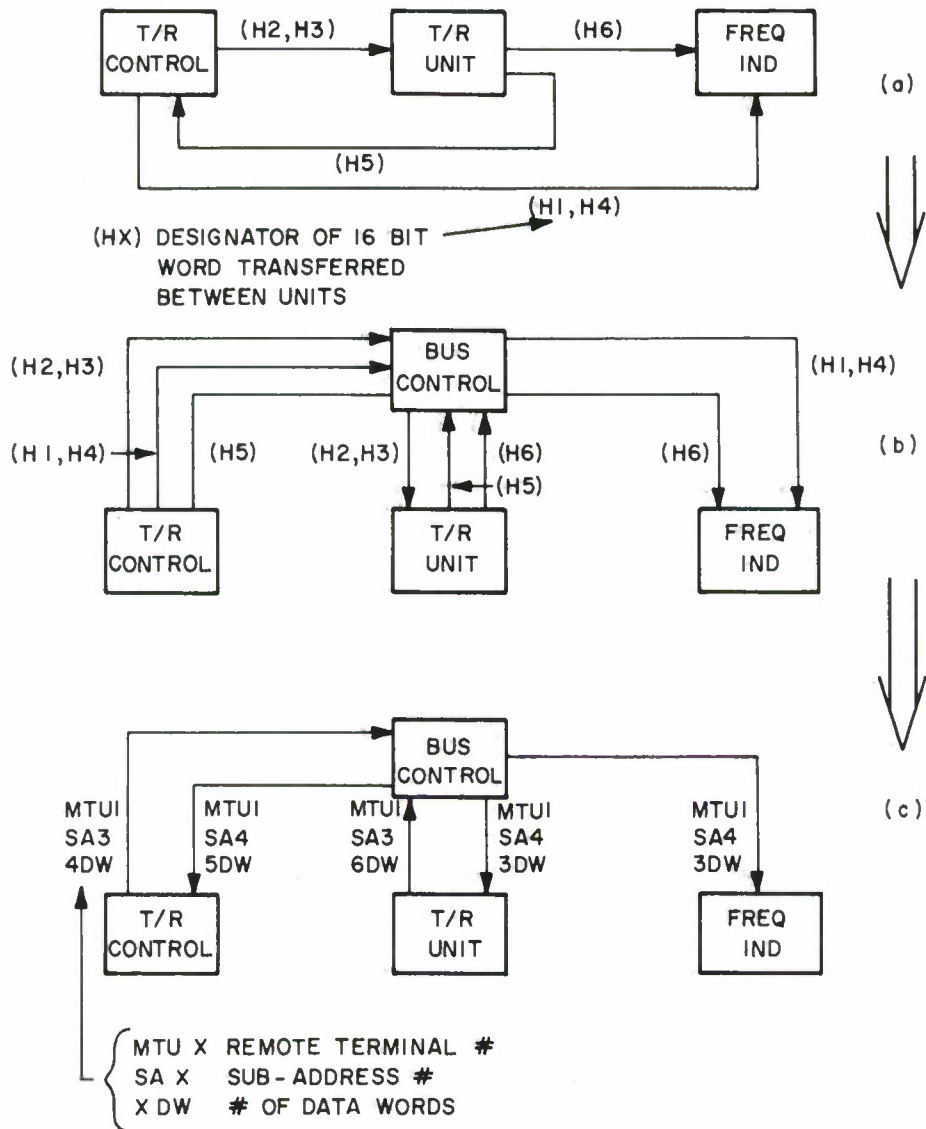 T/R
CONTROL
(H2,H3)
T/R
UNIT
(H6)
FREQ
IND
(a)
(H5)
(H1,H4)
(HX) DESIGNATOR OF 16 BIT
WORD TRANSFERRED
BETWEEN UNITS
BUS
CONTROL
(H2,H3)
(H1,H4)
(H1,H4)
(H5)
(H2,H3)
(H6)
(H5)
(H6)
(b)
T/R
CONTROL
T/R
UNIT
FREQ
IND
BUS
CONTROL
MTU1
SA3
4DW
MTU1
SA4
5DW
MTU1
SA3
6DW
MTU1
SA4
3DW
MTU1
SA4
3DW
(c)
T/R
CONTROL
T/R
UNIT
FREQ
IND
MTU X REMOTE TERMINAL #
SA X SUB-ADDRESS #
X DW # OF DATA WORDS